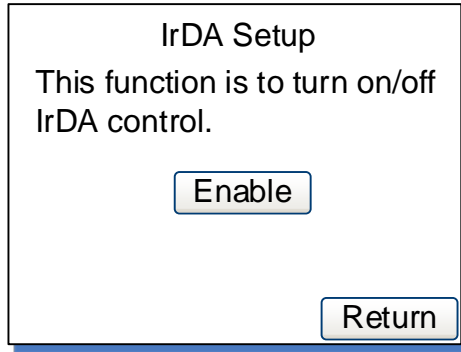 IrDA Setup
This function is to turn on/off
IrDA control.
Enable
Return